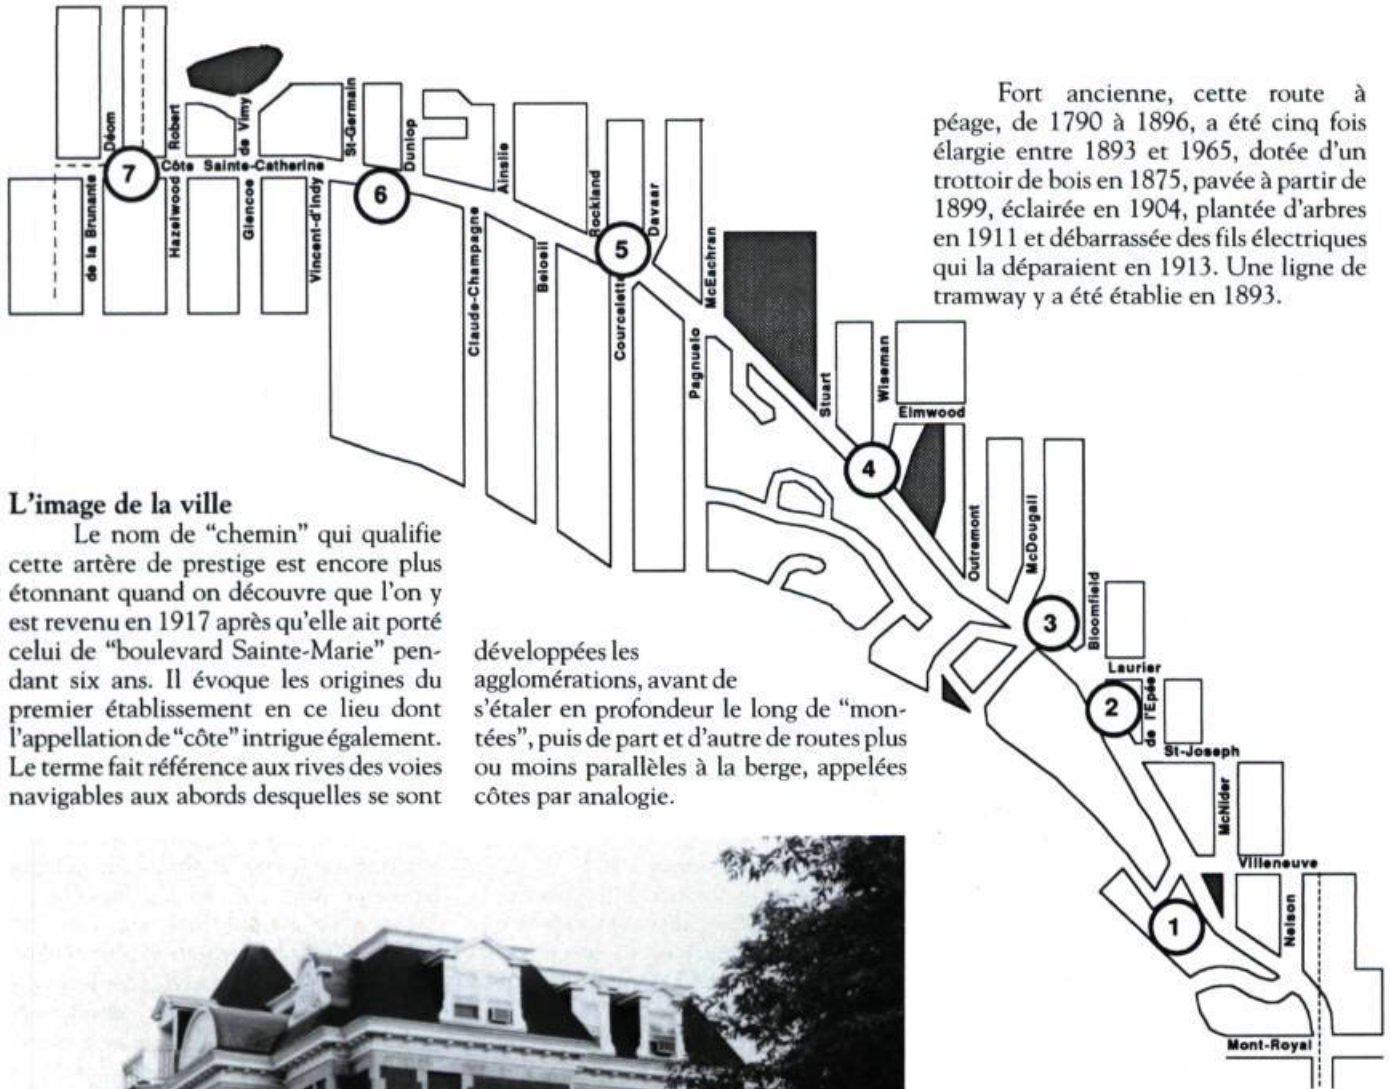 Fort ancienne, cette route à
péage, de 1790 à 1896, a été cinq fois
élargie entre 1893 et 1965, dotée d'un
trottoir de bois en 1875, pavée à partir de
1899, éclairée en 1904, plantée d'arbres
en 1911 et débarrassée des fils électriques
qui la déparaient en 1913. Une ligne de
tramway y a été établie en 1893.
Déom
Robert
de Vimy
St-Germain
Dunlop
Ainslie
Rockland
Davaar
McEachran
7
Côte Sainte-Catherine
6
5
de la Brunante
Hazelwood
Glencoe
Vincent-d'Indy
Claude-Champagne
Beloeil
Courcelette
Pagnuelo
Stuart
Wiseman
Elmwood
4
Outremont
McDougall
3
Bloomfield
Laurier
2
de l'Epée
St-Joseph
McNider
Villeneuve
1
Nelson
Mont-Royal
L'image de la ville
Le nom de “chemin” qui qualifie
cette artère de prestige est encore plus
étonnant quand on découvre que l'on y
est revenu en 1917 après qu'elle ait porté
celui de “boulevard Sainte-Marie” pen-
dant six ans. Il évoque les origines du
premier établissement en ce lieu dont
l'appellation de “côte” intrigue également.
Le terme fait référence aux rives des voies
navigables aux abords desquelles se sont
développées les
agglomérations, avant de
s'étaler en profondeur le long de “mon-
tées”, puis de part et d'autre de routes plus
ou moins parallèles à la berge, appelées
côtes par analogie.